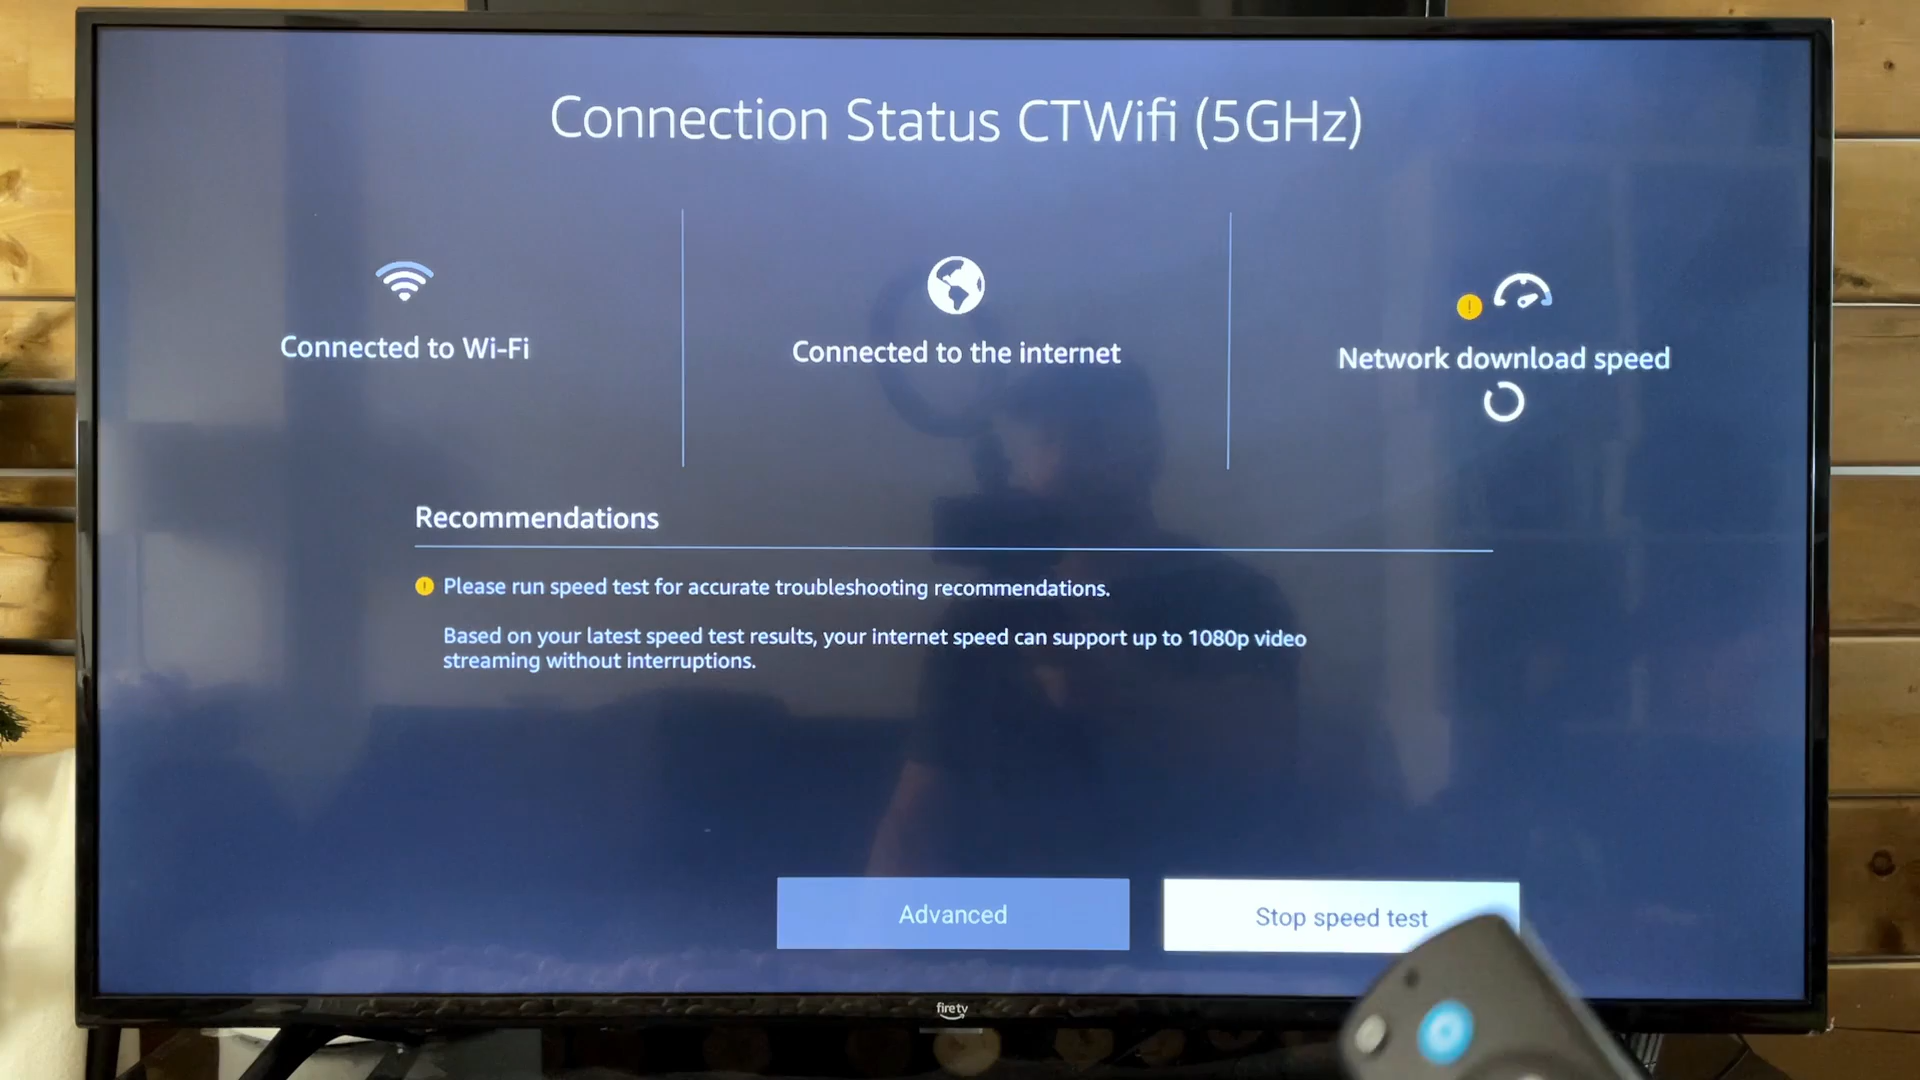 Connection Status CTWifi (5GHz)
Connected to Wi-Fi
Connected to the internet
Network download speed
Recommendations
Please run speed test for accurate troubleshooting recommendations.
Based on your latest speed test results, your internet speed can support up to 1080p video
streaming without interruptions.
Advanced
Stop speed test
fire tv